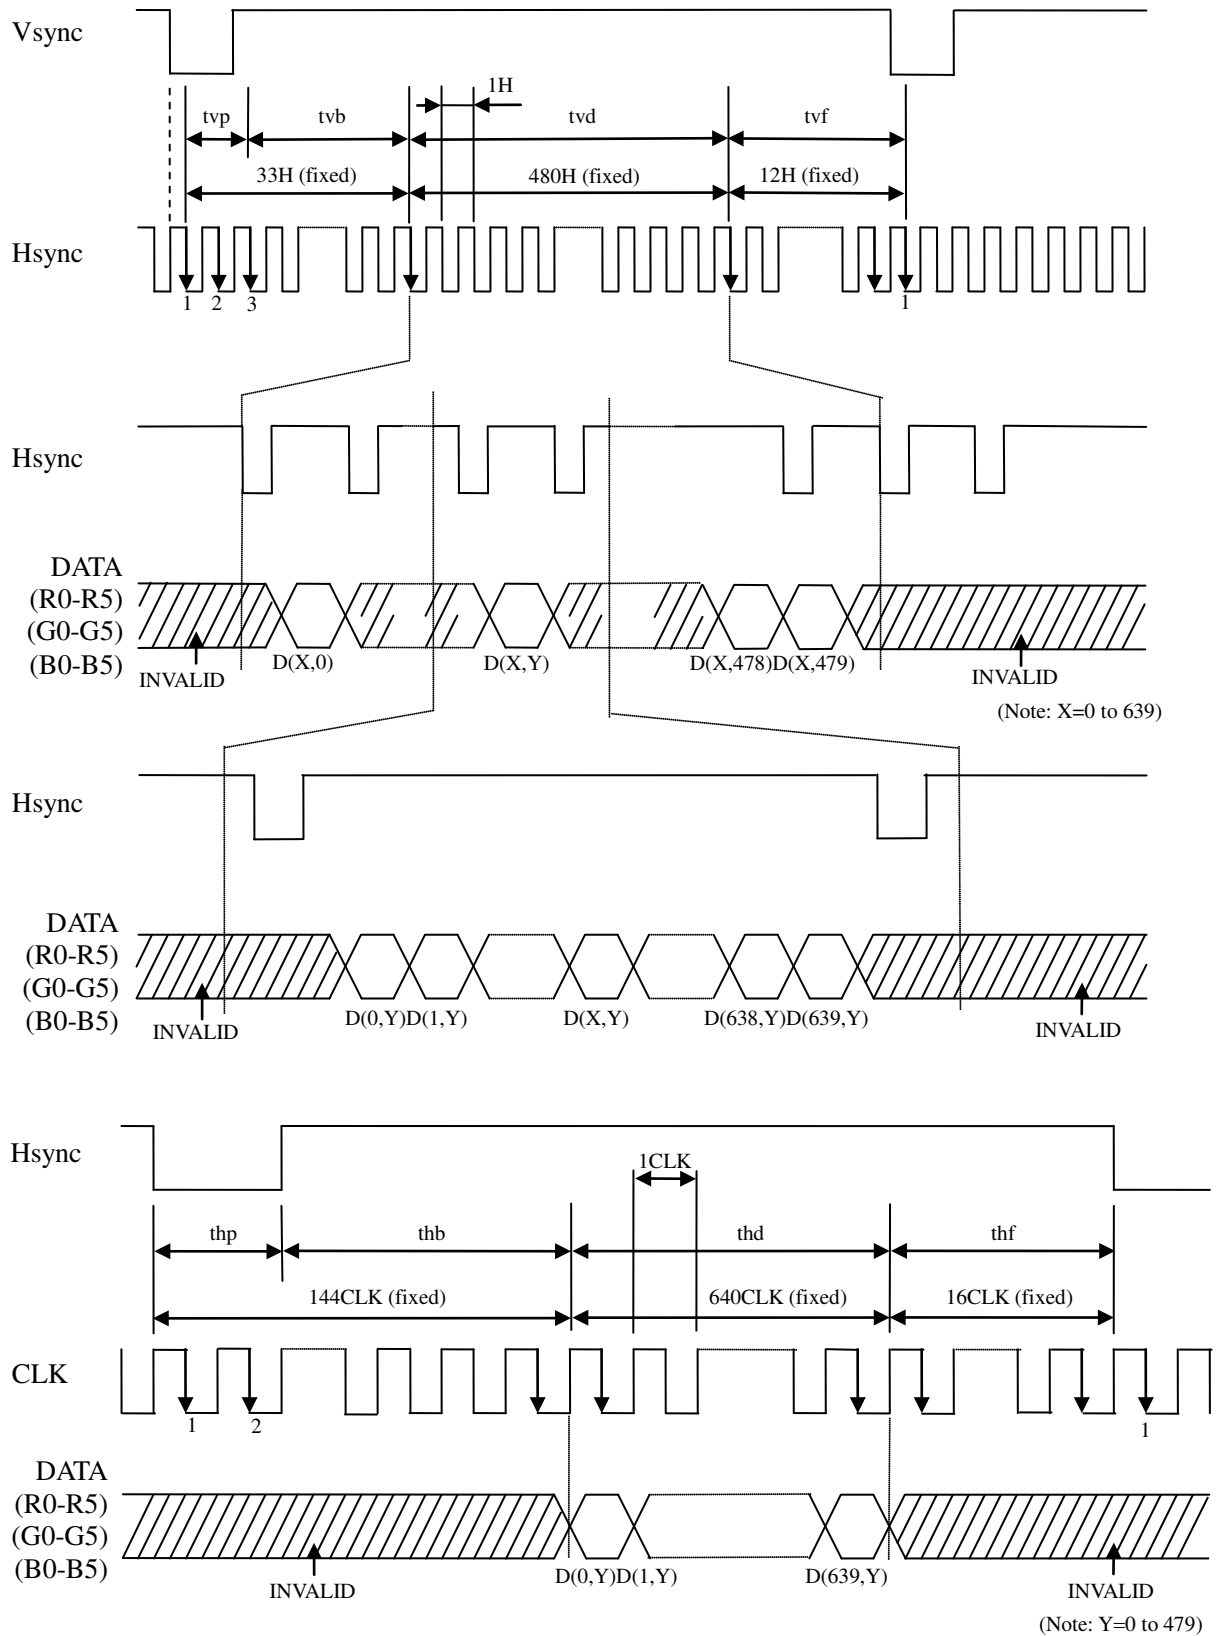 Vsync
1H
tvp tvb tvd tvf
33H (fixed) 480H (fixed) 12H (fixed)
Hsync
1 2 3 1
Hsync
DATA
(R0-R5)
(G0-G5)
(B0-B5)
D(X,0) D(X,Y) D(X,478)D(X,479)
INVALID INVALID
(Note: X=0 to 639)
Hsync
DATA
(R0-R5)
(G0-G5)
(B0-B5)
D(0,Y)D(1,Y) D(X,Y) D(638,Y)D(639,Y)
INVALID INVALID
Hsync
1CLK
thp thb thd thf
144CLK (fixed) 640CLK (fixed) 16CLK (fixed)
CLK
1 2 1
DATA
(R0-R5)
(G0-G5)
(B0-B5)
D(0,Y)D(1,Y) D(639,Y)
INVALID INVALID
(Note: Y=0 to 479)